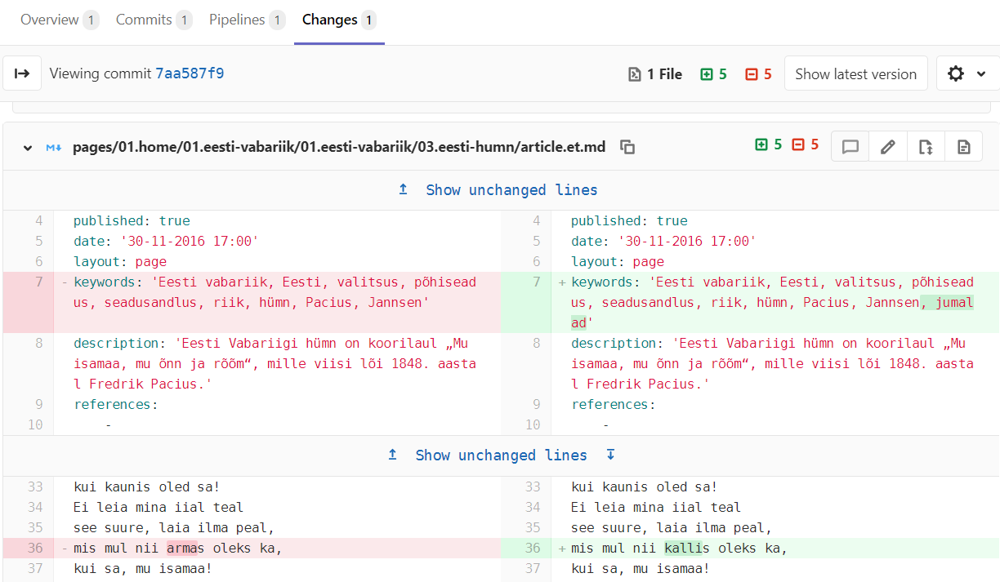 Overview 1 Commits 1 Pipelines 1 Changes 1
Viewing commit 7aa587f9 1 File 5 5 Show latest version
pages/01.home/01.eesti-vabariik/01.eesti-vabariik/03.eesti-humn/article.et.md 5 5
Show unchanged lines
4 published: true 4 published: true
5 date: '30-11-2016 17:00' 5 date: '30-11-2016 17:00'
6 layout: page 6 layout: page
7 - keywords: 'Eesti vabariik, Eesti, valitsus, põhisead 7 + keywords: 'Eesti vabariik, Eesti, valitsus, põhisead
us, seadusandlus, riik, hümn, Pacius, Jannsen' us, seadusandlus, riik, hümn, Pacius, Jannsen, jumal
ad'
8 description: 'Eesti Vabariigi hümn on koorilaul „Mu 8 description: 'Eesti Vabariigi hümn on koorilaul „Mu
isamaa, mu õnn ja rõõm“, mille viisi lõi 1848. aasta isamaa, mu õnn ja rõõm“, mille viisi lõi 1848. aasta
l Fredrik Pacius.' l Fredrik Pacius.'
9 references: 9 references:
10 - 10 -
Show unchanged lines
33 kui kaunis oled sa! 33 kui kaunis oled sa!
34 Ei leia mina iial teal 34 Ei leia mina iial teal
35 see suure, laia ilma peal, 35 see suure, laia ilma peal,
36 - mis mul nii armas oleks ka, 36 + mis mul nii kallis oleks ka,
37 kui sa, mu isamaa! 37 kui sa, mu isamaa!